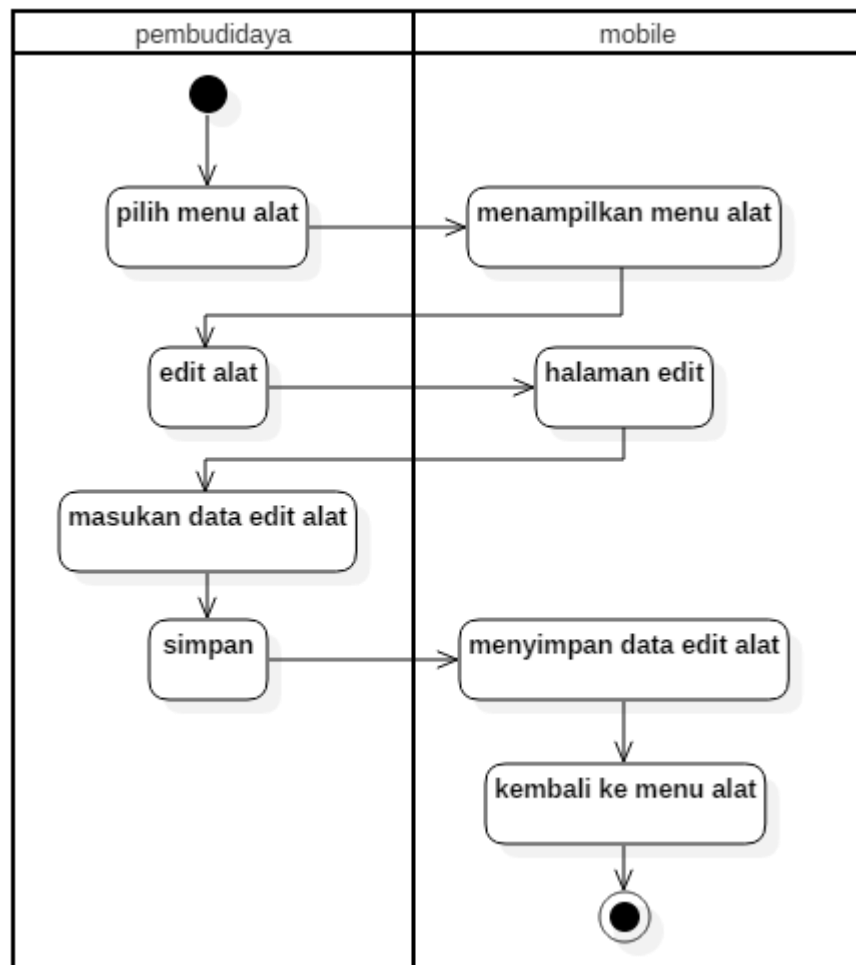 pembudidaya
mobile
pilih menu alat
menampilkan menu alat
edit alat
halaman edit
masukan data edit alat
simpan
menyimpan data edit alat
kembali ke menu alat